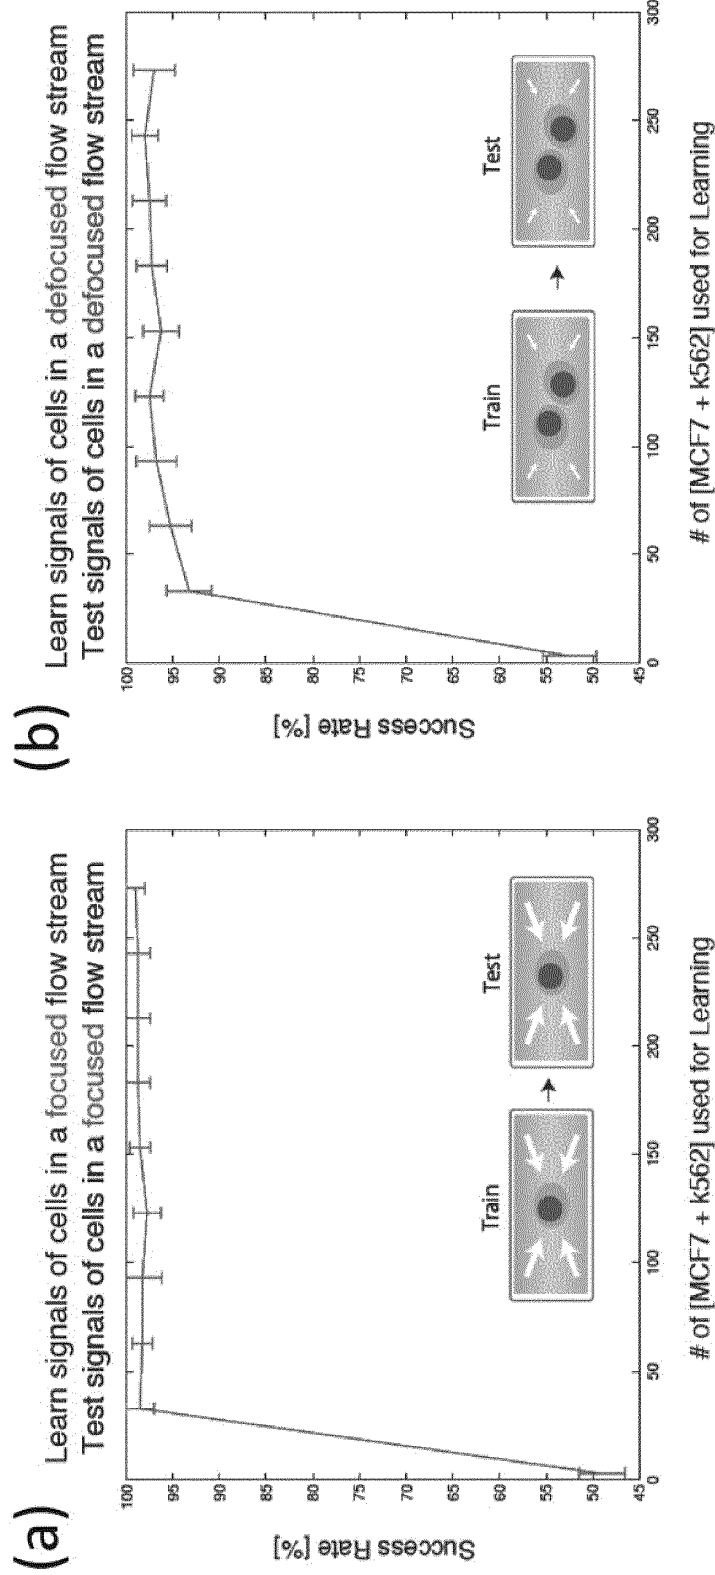 (a)
Learn signals of cells in a focused flow stream
Test signals of cells in a focused flow stream
Success Rate [%]
100
95
90
85
80
75
70
65
60
55
50
45
0
50
100
150
200
250
300
Train
Test
# of [MCF7 + K562] used for Learning
(b)
Learn signals of cells in a defocused flow stream
Test signals of cells in a defocused flow stream
Success Rate [%]
100
95
90
85
80
75
70
65
60
55
50
45
0
50
100
150
200
250
300
Train
Test
# of [MCF7 + K562] used for Learning